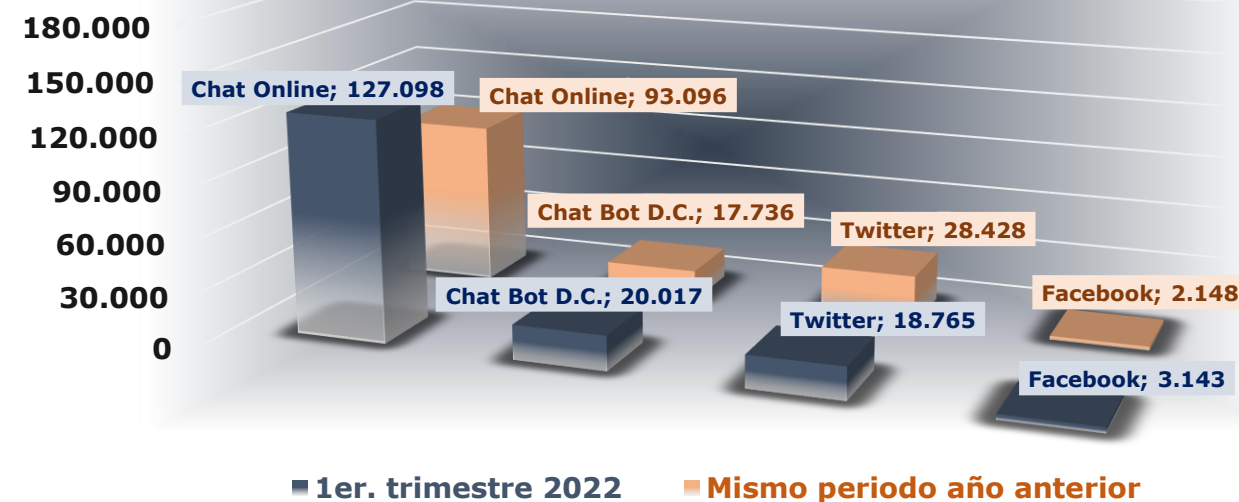 180.000
150.000
120.000
90.000
60.000
30.000
0
Chat Online; 127.098
Chat Online; 93.096
Chat Bot D.C.; 17.736
Twitter; 28.428
Chat Bot D.C.; 20.017
Twitter; 18.765
Facebook; 2.148
Facebook; 3.143
1er. trimestre 2022
Mismo periodo año anterior